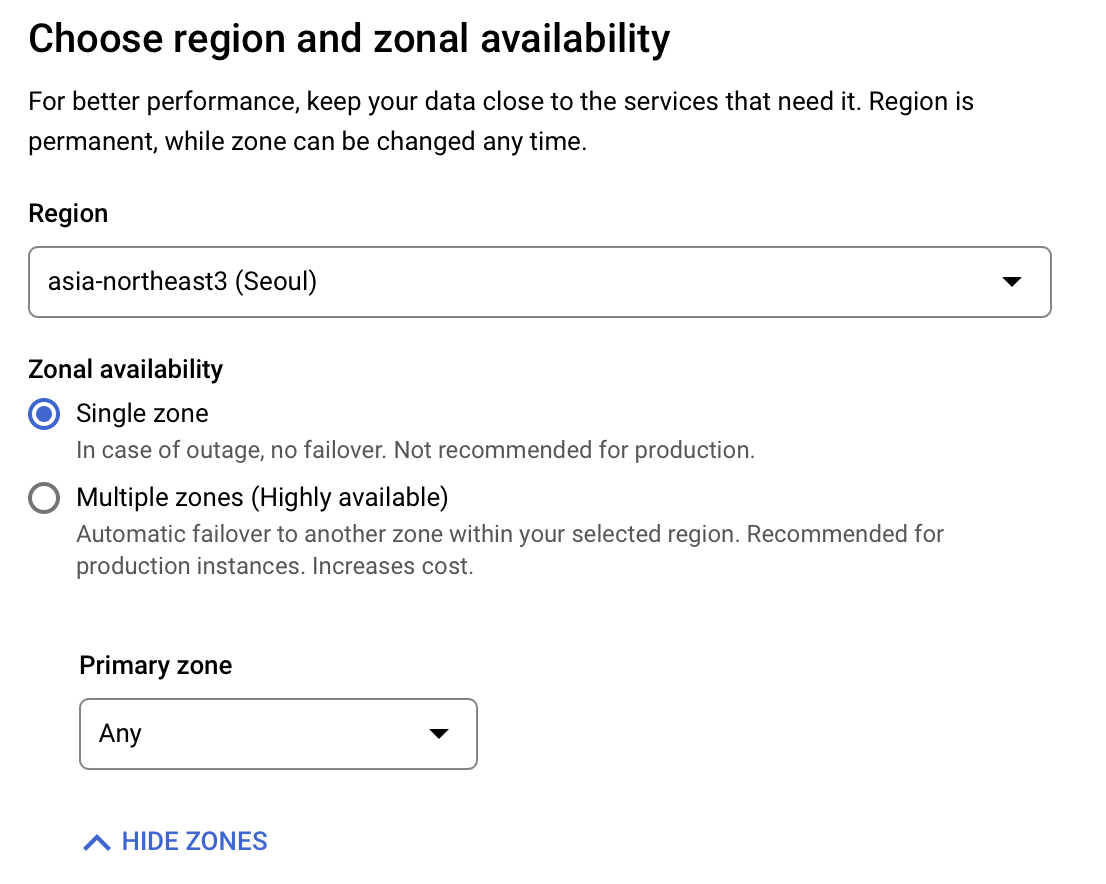 Choose region and zonal availability
For better performance, keep your data close to the services that need it. Region is
permanent, while zone can be changed any time.
Region
asia-northeast3 (Seoul)
Zonal availability
Single zone
In case of outage, no failover. Not recommended for production.
Multiple zones (Highly available)
Automatic failover to another zone within your selected region. Recommended for
production instances. Increases cost.
Primary zone
Any
HIDE ZONES